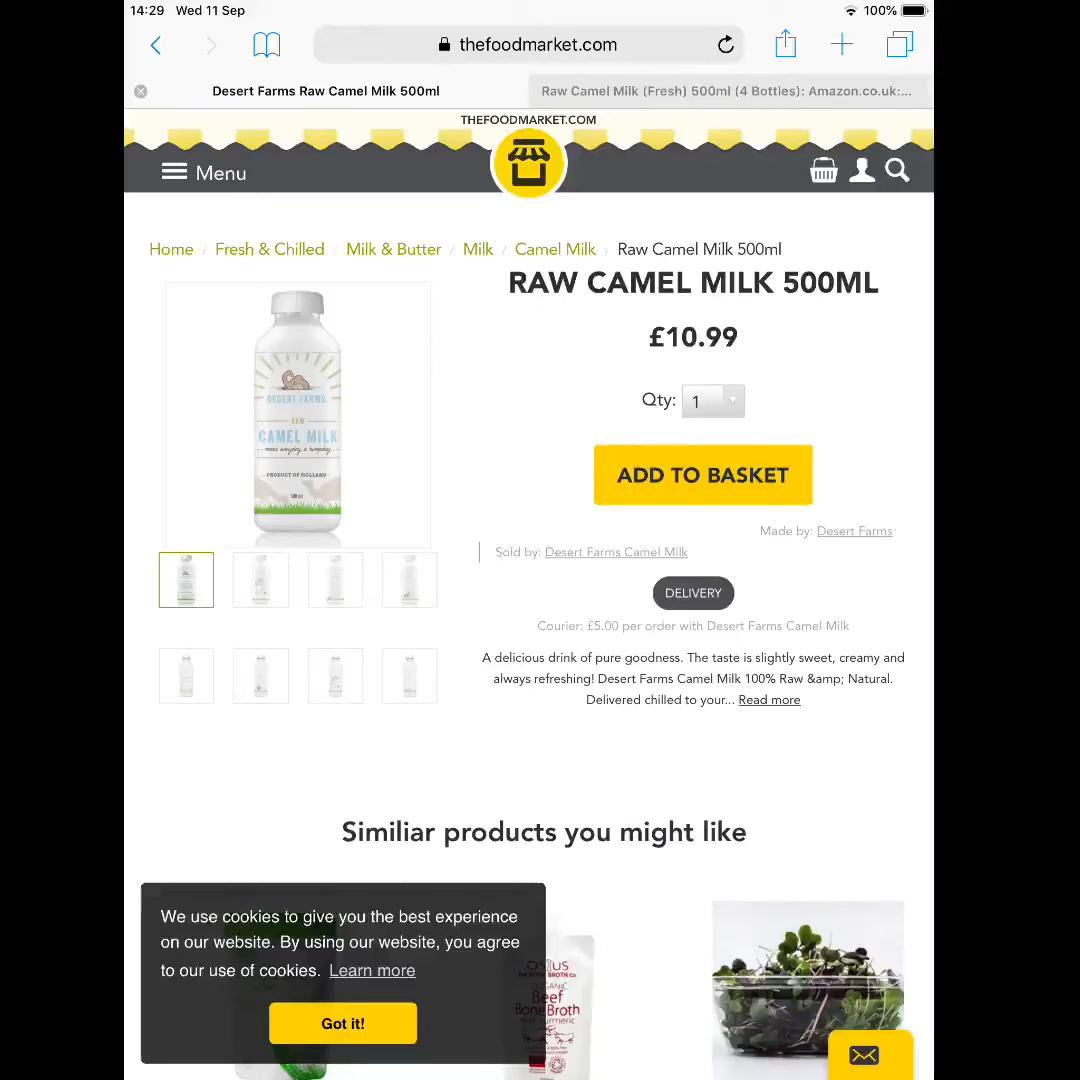 14:29 Wed 11 Sep
100%
thefoodmarket.com
Desert Farms Raw Camel Milk 500ml
Raw Camel Milk (Fresh) 500ml (4 Bottles): Amazon.co.uk:...
THEFOODMARKET.COM
Menu
Home / Fresh & Chilled / Milk & Butter / Milk / Camel Milk / Raw Camel Milk 500ml
RAW CAMEL MILK 500ML
£10.99
Qty: 1
ADD TO BASKET
Made by: Desert Farms
Sold by: Desert Farms Camel Milk
DELIVERY
Courier: £5.00 per order with Desert Farms Camel Milk
A delicious drink of pure goodness. The taste is slightly sweet, creamy and
always refreshing! Desert Farms Camel Milk 100% Raw &amp; Natural.
Delivered chilled to your... Read more
DESERT FARMS
RAW
CAMEL MILK
PRODUCT OF HOLLAND
500 ml
Similiar products you might like
We use cookies to give you the best experience
on our website. By using our website, you agree
to our use of cookies. Learn more
Got it!
Beef
Bone Broth